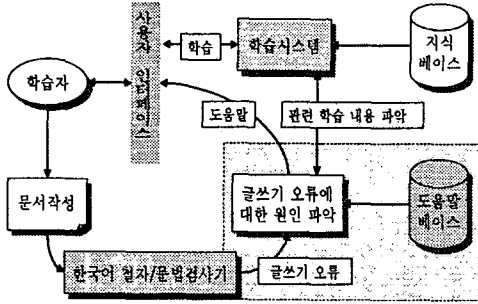 사용자 인터페이스
학습
학습시스템
지식
베이스
학습자
도움말
관련 학습 내용 파악
문서작성
글쓰기 오류에
대한 원인 파악
도움말
베이스
한국어 철자/문법검사기
글쓰기 오류